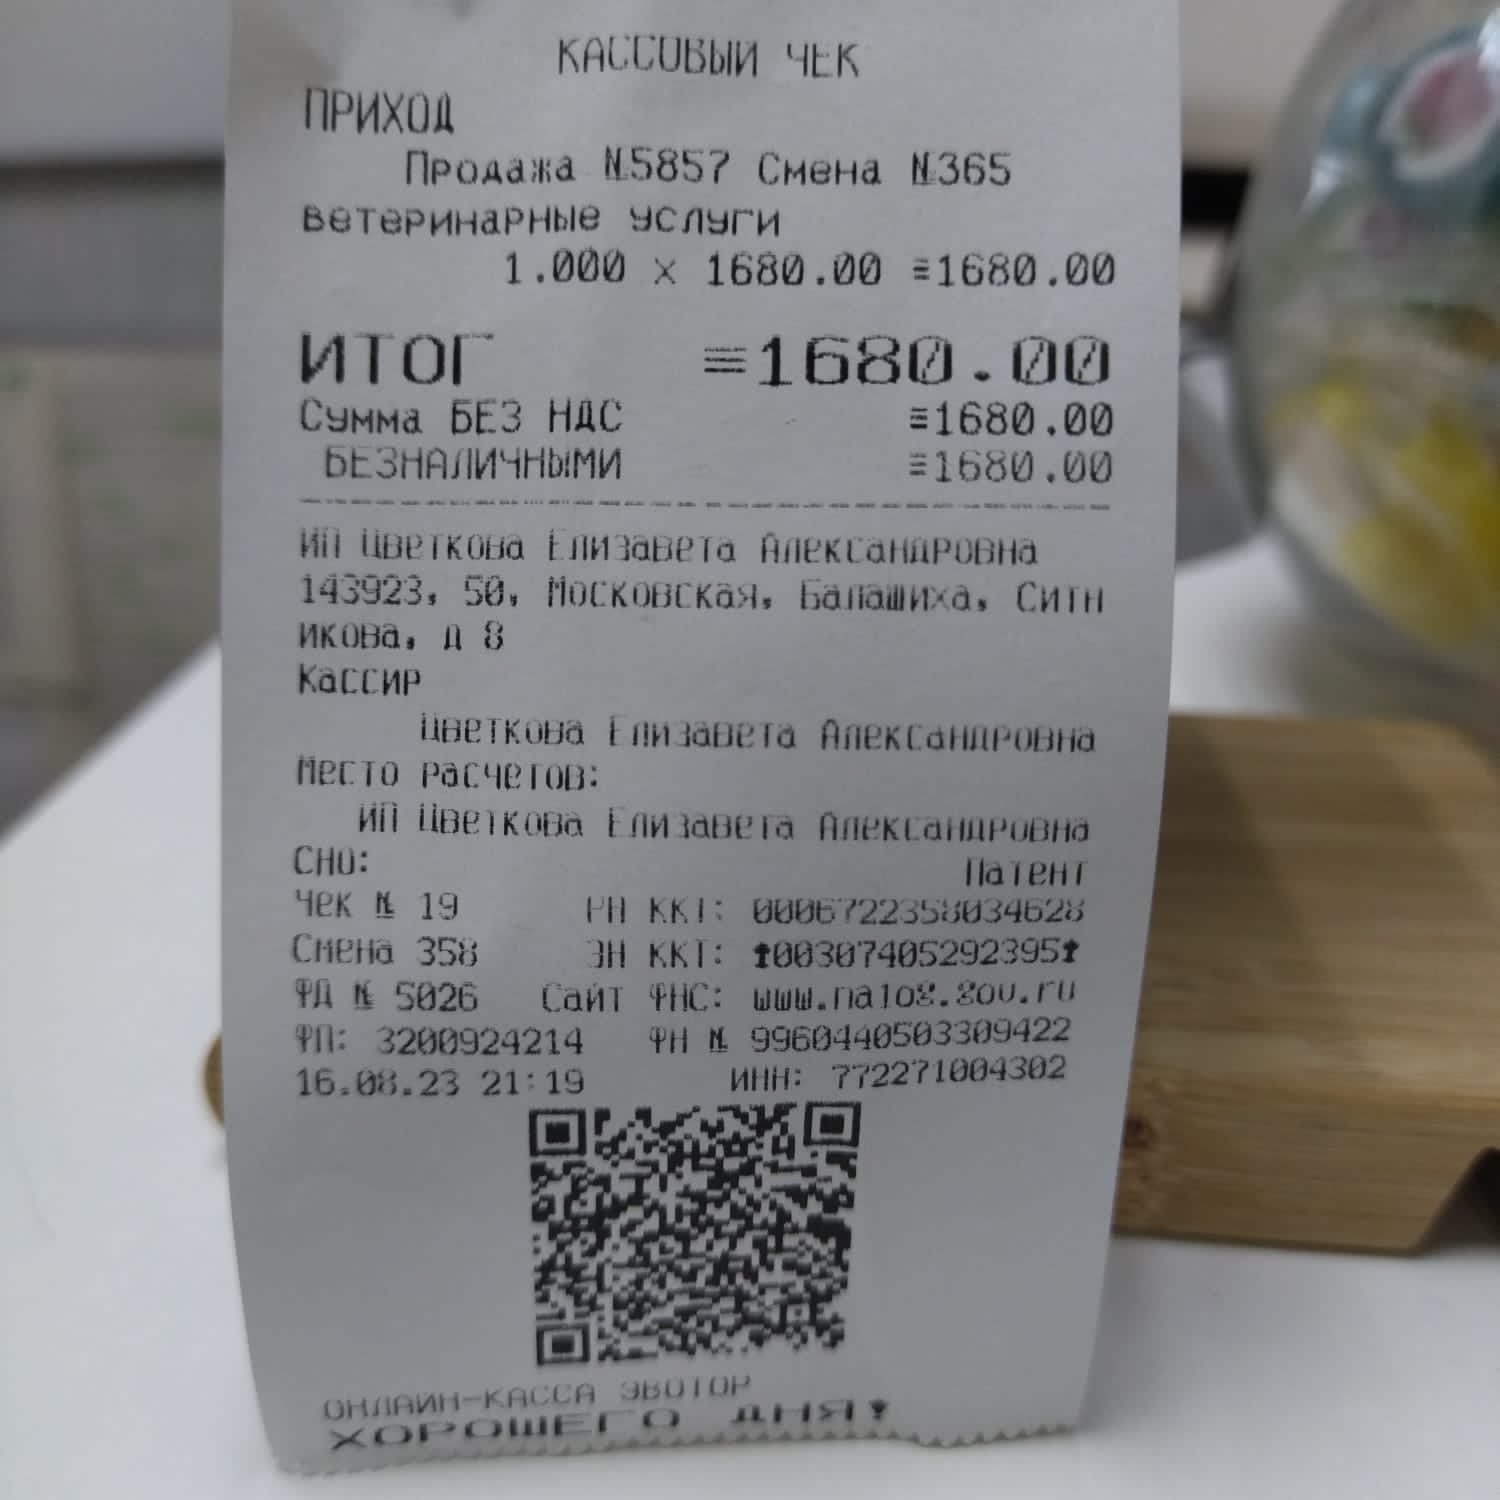 КАССОВЫЙ ЧЕК
ПРИХОД
Продажа №5857 Смена №365
Ветеринарные услуги
1.000 x 1680.00 ≡1680.00
ИТОГ ≡1680.00
Сумма БЕЗ НДС ≡1680.00
БЕЗНАЛИЧНЫМИ ≡1680.00
ИП Цветкова Елизавета Александровна
143923, 50, Московская, Балашиха, Ситн
икова, д 8
Кассир
Цветкова Елизавета Александровна
Место расчетов:
ИП Цветкова Елизавета Александровна
СНО: Патент
Чек № 19 РН ККТ: 0006722358034628
Смена 358 ЗН ККТ: ↑00307405292395↑
ФД № 5026 Сайт ФНС: www.nalog.gov.ru
ФП: 3200924214 ФН № 9960440503309422
16.08.23 21:19 ИНН: 772271004302
ОНЛАЙН-КАССА ЭВОТОР
ХОРОШЕГО ДНЯ!